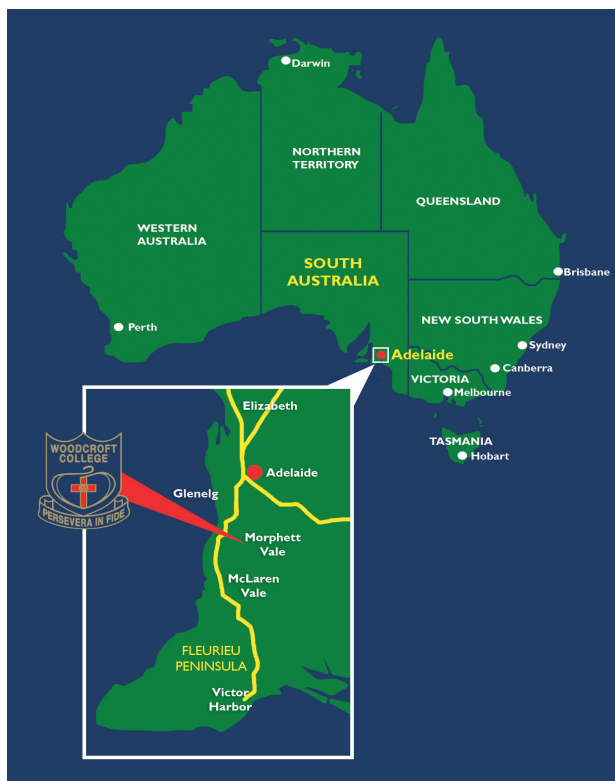 Darwin
NORTHERN
TERRITORY
QUEENSLAND
WESTERN
AUSTRALIA
SOUTH
AUSTRALIA
Brisbane
Perth
NEW SOUTH WALES
Sydney
Adelaide
Canberra
VICTORIA
Melbourne
TASMANIA
Hobart
Elizabeth
WOODCROFT
COLLEGE
PERSEVERA IN FIDE
Adelaide
Glenelg
Morphett
Vale
McLaren
Vale
FLEURIEU
PENINSULA
Victor
Harbor